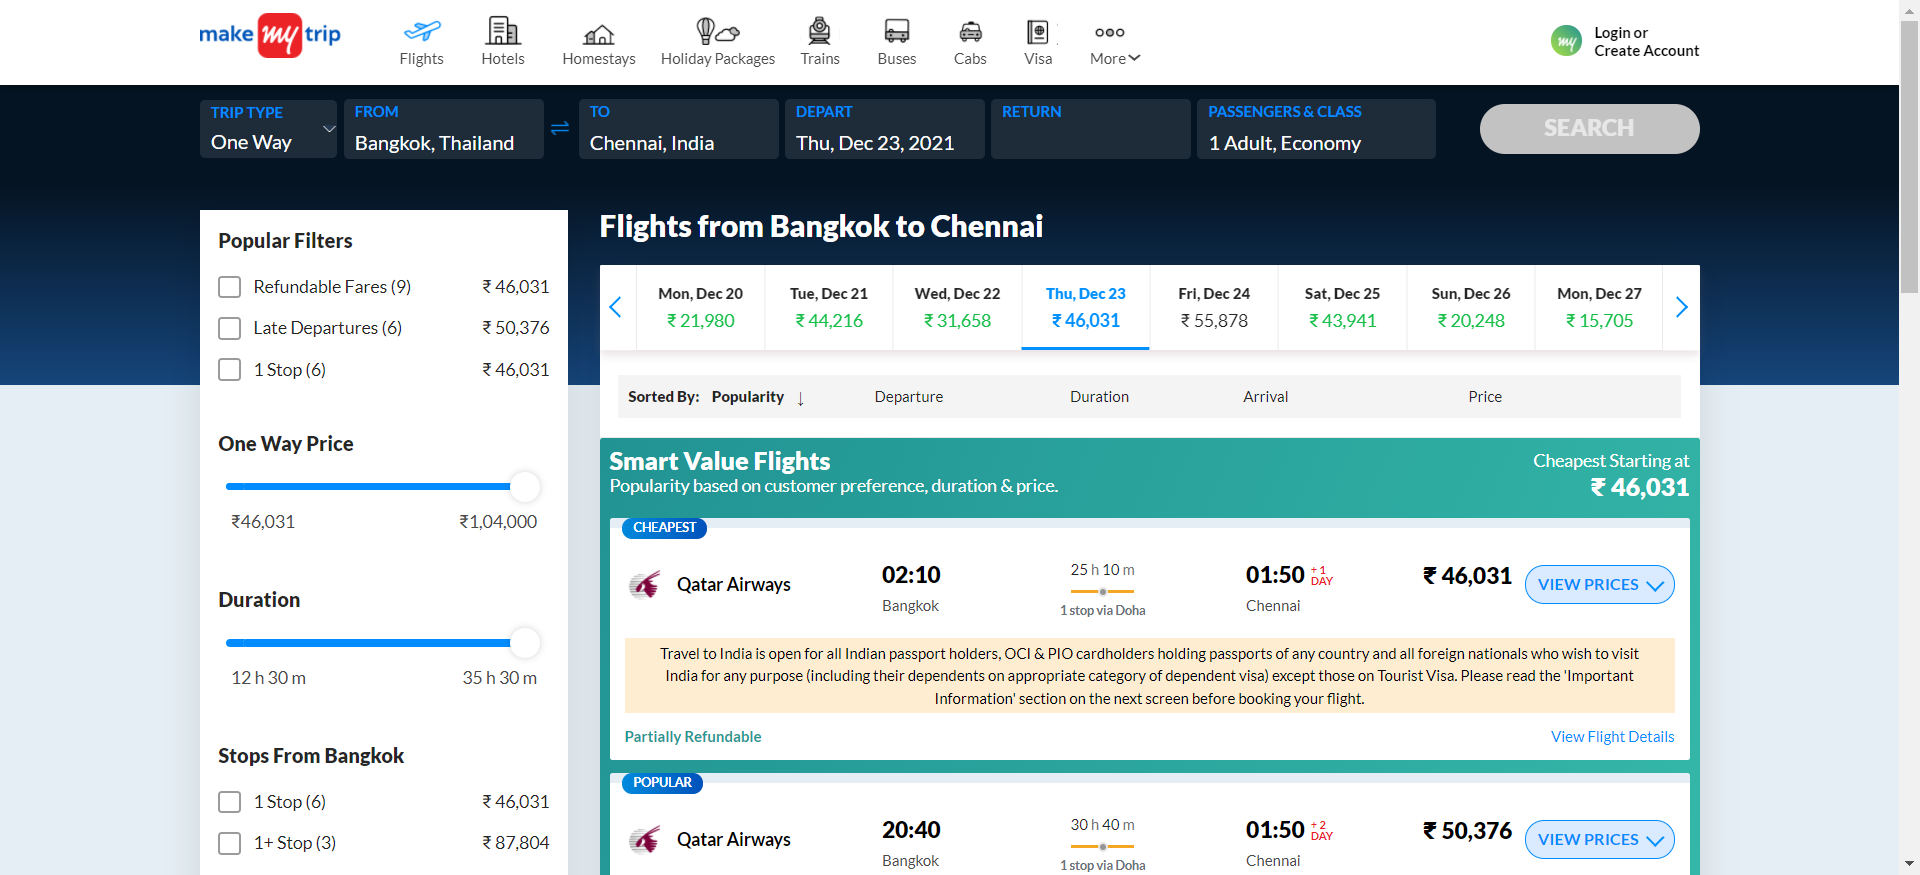 make my trip
Flights
Hotels
Homestays
Holiday Packages
Trains
Buses
Cabs
Visa
More
my
Login or
Create Account
TRIP TYPE
One Way
FROM
Bangkok, Thailand
TO
Chennai, India
DEPART
Thu, Dec 23, 2021
RETURN
PASSENGERS & CLASS
1 Adult, Economy
SEARCH
Popular Filters
Refundable Fares (9) ₹ 46,031
Late Departures (6) ₹ 50,376
1 Stop (6) ₹ 46,031
One Way Price
₹46,031 ₹1,04,000
Duration
12 h 30 m 35 h 30 m
Stops From Bangkok
1 Stop (6) ₹ 46,031
1+ Stop (3) ₹ 87,804
Flights from Bangkok to Chennai
Mon, Dec 20
₹ 21,980
Tue, Dec 21
₹ 44,216
Wed, Dec 22
₹ 31,658
Thu, Dec 23
₹ 46,031
Fri, Dec 24
₹ 55,878
Sat, Dec 25
₹ 43,941
Sun, Dec 26
₹ 20,248
Mon, Dec 27
₹ 15,705
Sorted By: Popularity ↓ Departure Duration Arrival Price
Smart Value Flights
Popularity based on customer preference, duration & price.
Cheapest Starting at
₹ 46,031
CHEAPEST
Qatar Airways
02:10
Bangkok
25 h 10 m
1 stop via Doha
01:50 +1 DAY
Chennai
₹ 46,031
VIEW PRICES
Travel to India is open for all Indian passport holders, OCI & PIO cardholders holding passports of any country and all foreign nationals who wish to visit
India for any purpose (including their dependents on appropriate category of dependent visa) except those on Tourist Visa. Please read the 'Important
Information' section on the next screen before booking your flight.
Partially Refundable
View Flight Details
POPULAR
Qatar Airways
20:40
Bangkok
30 h 40 m
1 stop via Doha
01:50 +2 DAY
Chennai
₹ 50,376
VIEW PRICES